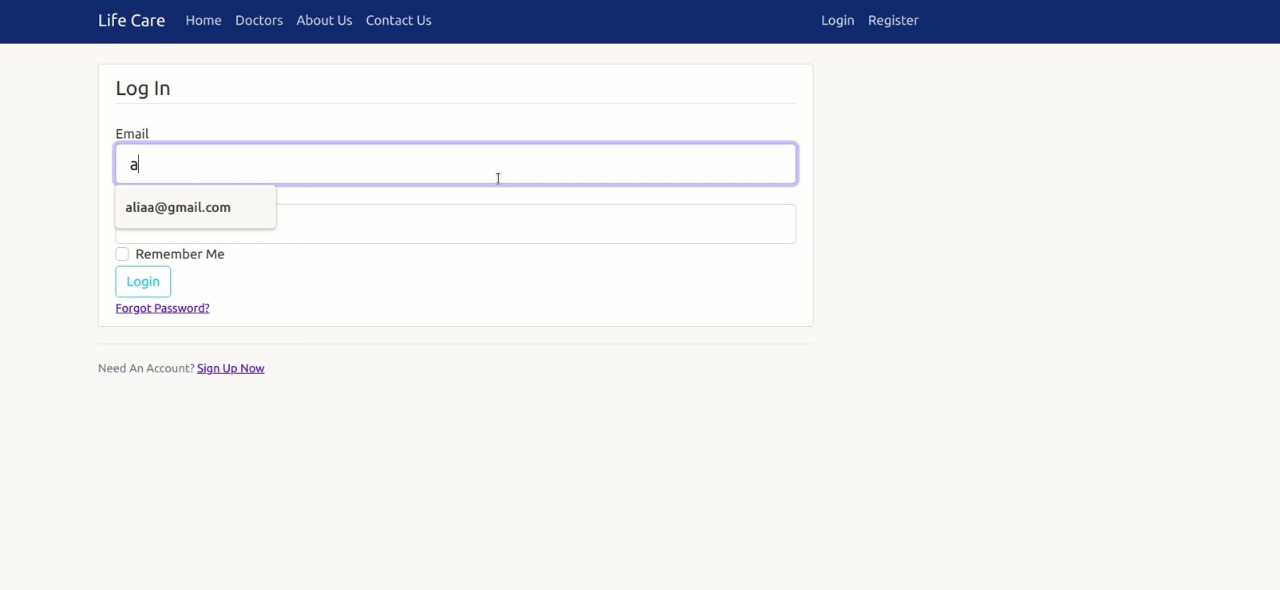 Life Care Home Doctors About Us Contact Us Login Register
Log In
Email
a
aliaa@gmail.com
Remember Me
Login
Forgot Password?
Need An Account? Sign Up Now